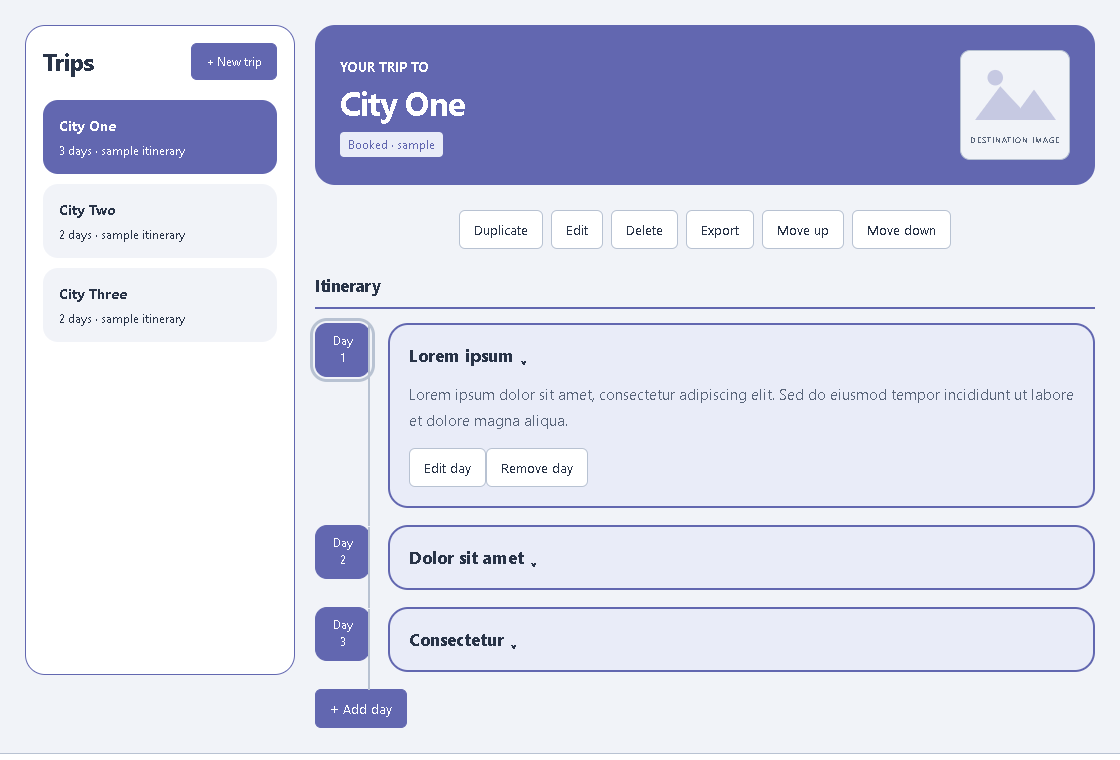 Trips
+ New trip
City One
3 days · sample itinerary
City Two
2 days · sample itinerary
City Three
2 days · sample itinerary
YOUR TRIP TO
City One
Booked · sample
DESTINATION IMAGE
Duplicate
Edit
Delete
Export
Move up
Move down
Itinerary
Day
1
Lorem ipsum
Lorem ipsum dolor sit amet, consectetur adipiscing elit. Sed do eiusmod tempor incididunt ut labore
et dolore magna aliqua.
Edit day
Remove day
Day
2
Dolor sit amet
Day
3
Consectetur
+ Add day